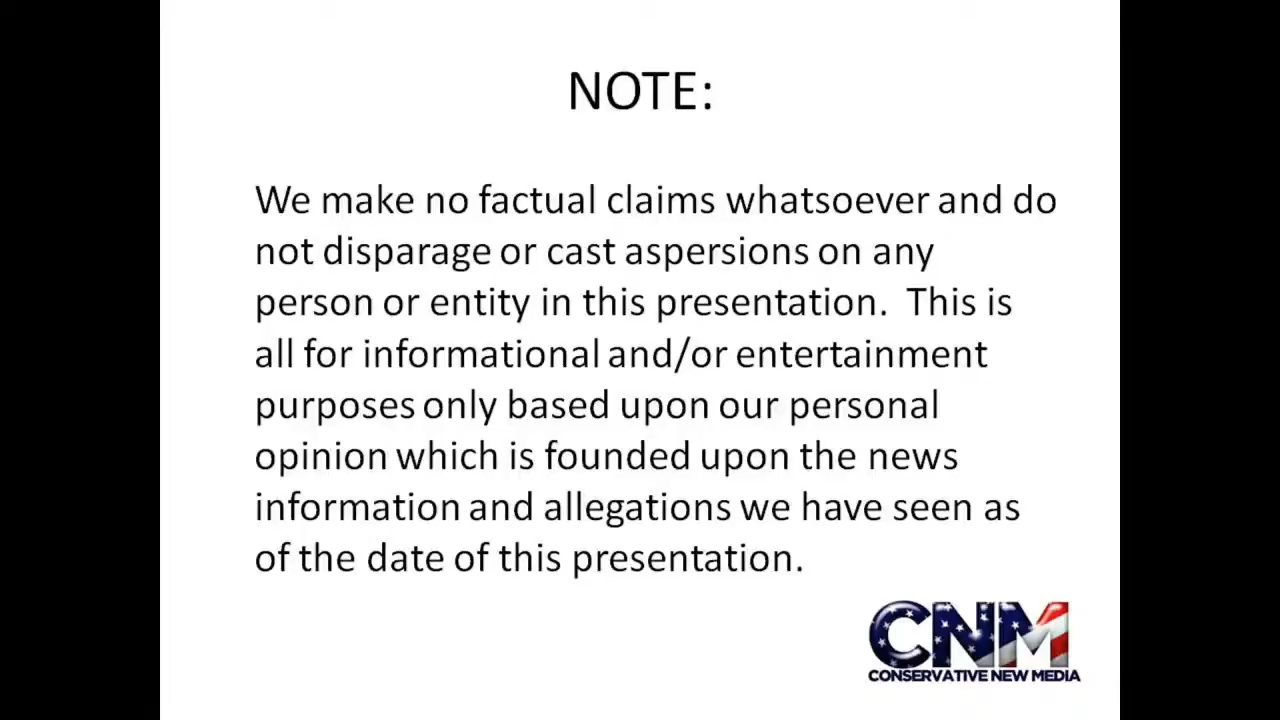 NOTE:
We make no factual claims whatsoever and do
not disparage or cast aspersions on any
person or entity in this presentation.  This is
all for informational and/or entertainment
purposes only based upon our personal
opinion which is founded upon the news
information and allegations we have seen as
of the date of this presentation.
CNM
CONSERVATIVE NEW MEDIA